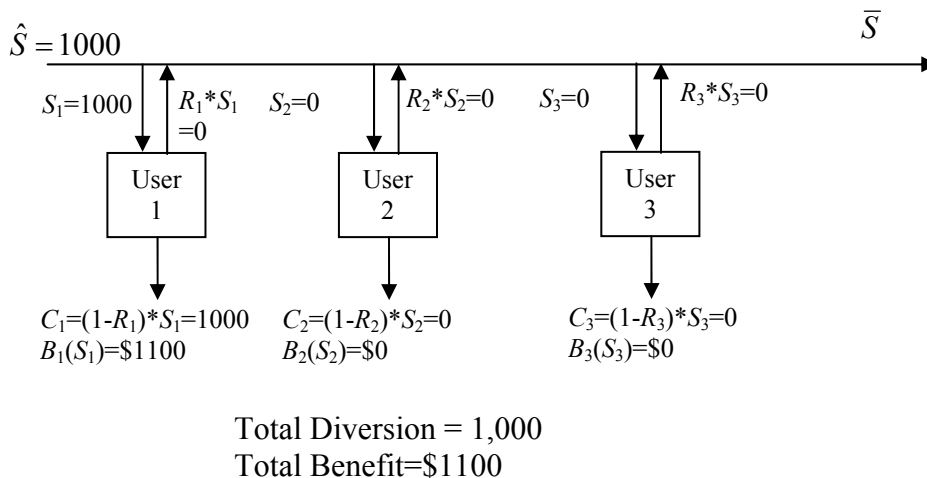 Ŝ = 1000
S̅
S₁=1000
R₁*S₁
=0
S₂=0
R₂*S₂=0
S₃=0
R₃*S₃=0
User
1
User
2
User
3
C₁=(1-R₁)*S₁=1000
B₁(S₁)=$1100
C₂=(1-R₂)*S₂=0
B₂(S₂)=$0
C₃=(1-R₃)*S₃=0
B₃(S₃)=$0
Total Diversion = 1,000
Total Benefit=$1100